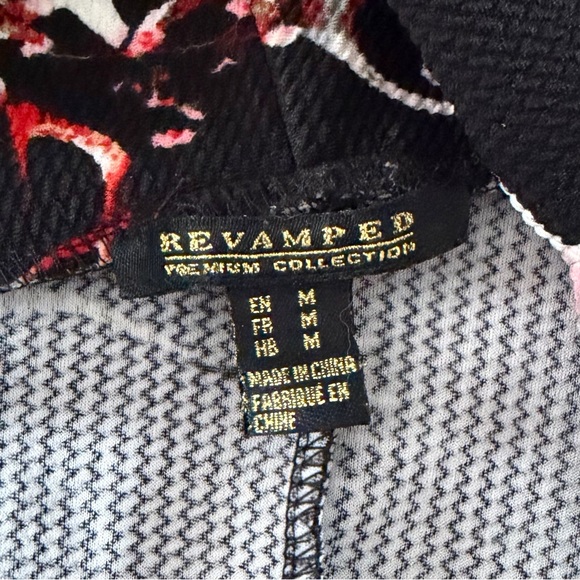 REVAMPED
PREMIUM COLLECTION
EN M
FR M
HB M
MADE IN CHINA
FABRIQUÉ EN
CHINE